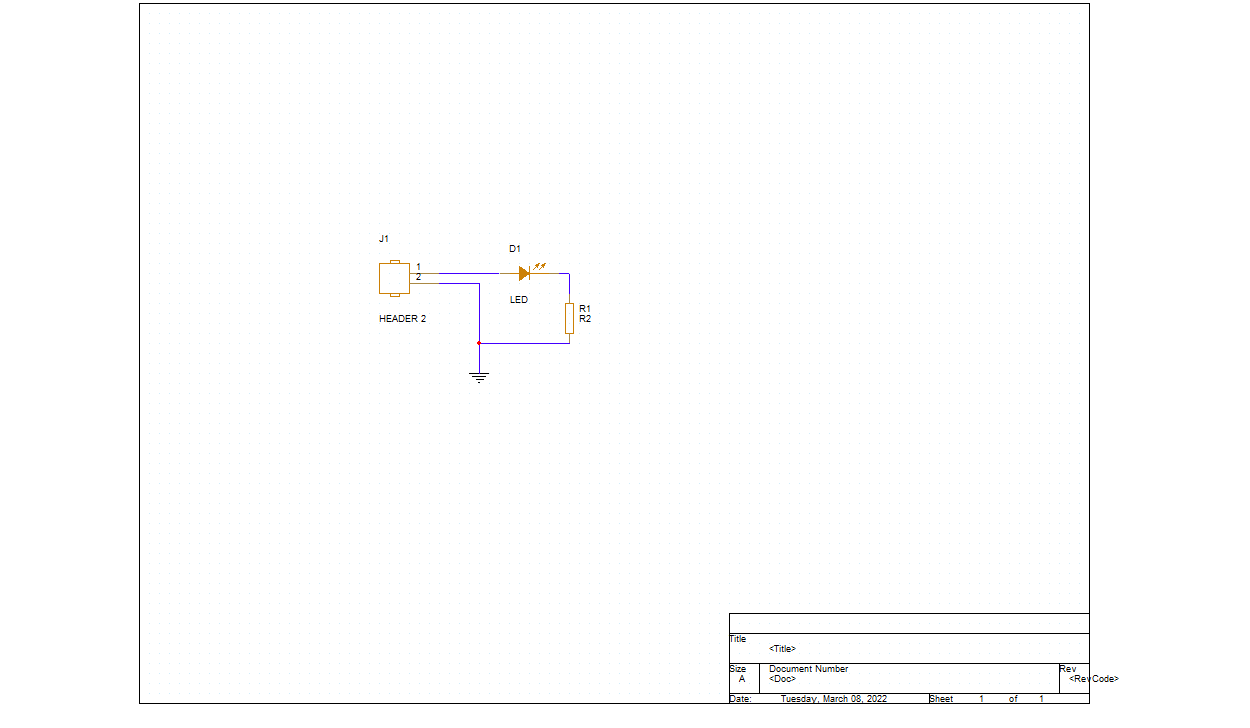 J1
D1
1
2
LED
HEADER 2
R1
R2
Title
<Title>
Size
Document Number
Rev
A
<Doc>
<RevCode>
Date: Tuesday, March 08, 2022 Sheet 1 of 1